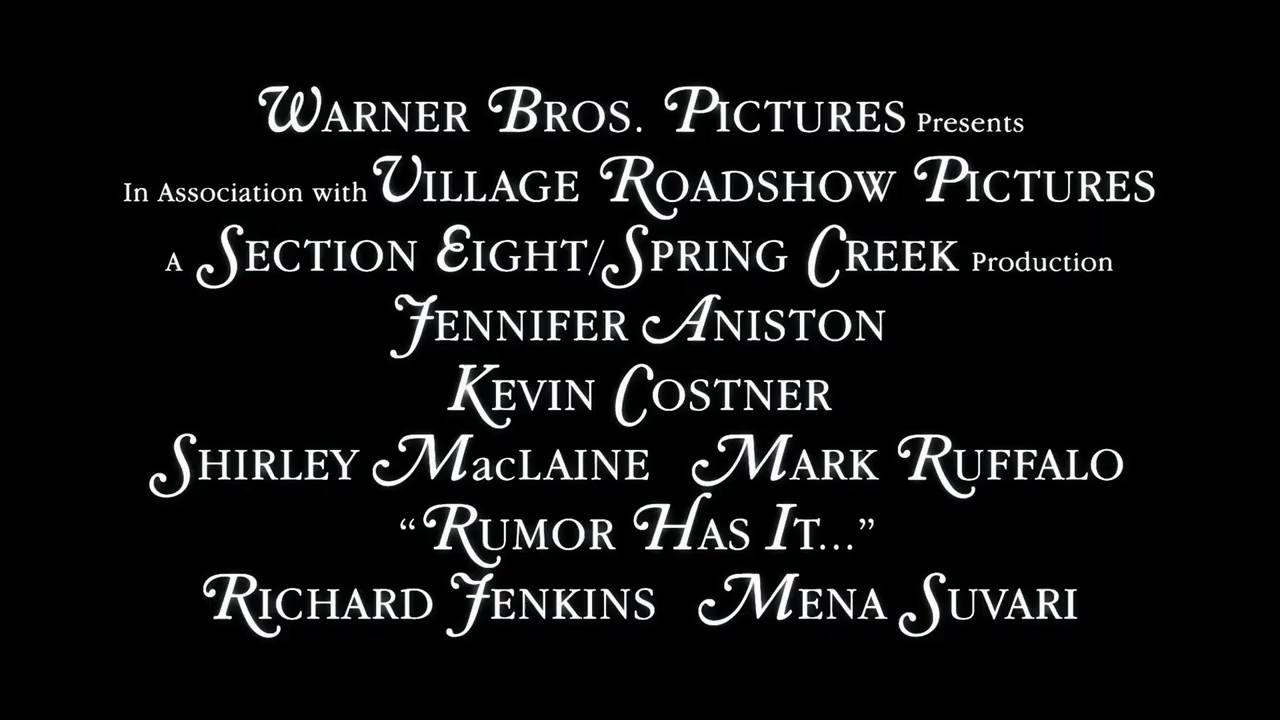 WARNER BROS. PICTURES Presents
In Association with VILLAGE ROADSHOW PICTURES
A SECTION EIGHT/SPRING CREEK Production
JENNIFER ANISTON
KEVIN COSTNER
SHIRLEY MacLAINE MARK RUFFALO
“RUMOR HAS IT...”
RICHARD JENKINS MENA SUVARI